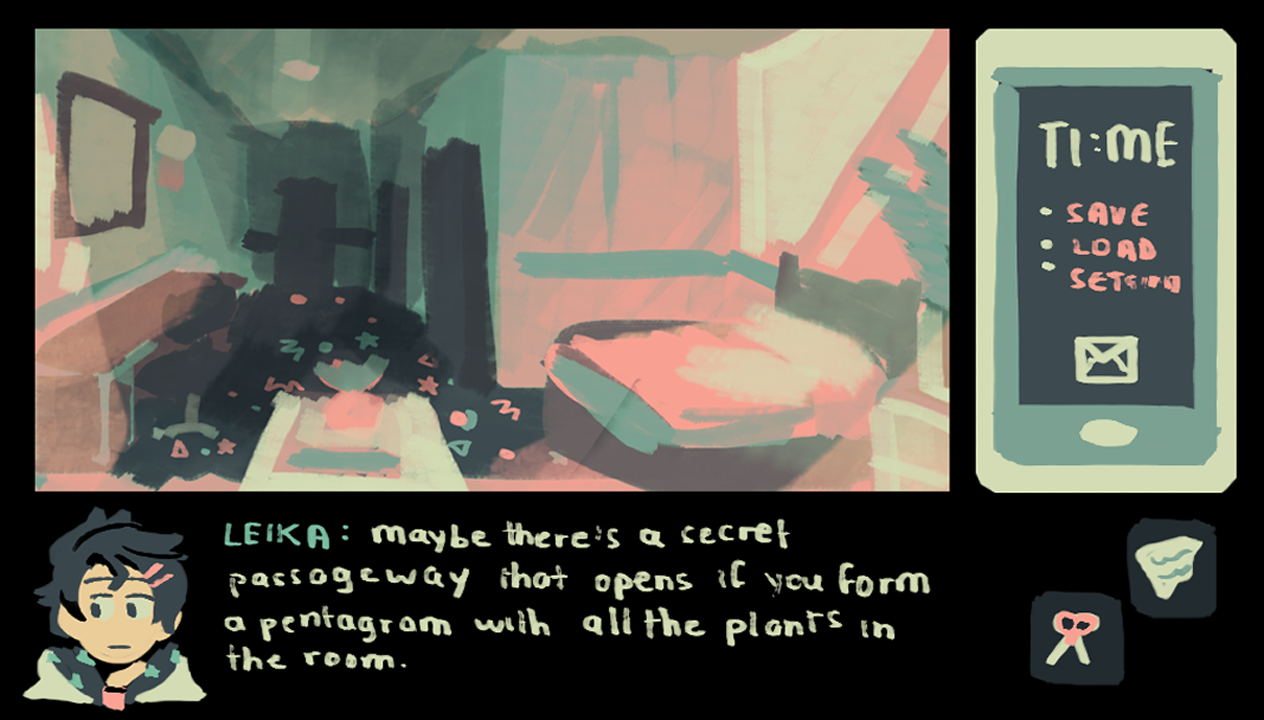 TI:ME
SAVE
LOAD
LEIKA: maybe there's a secret
passageway that opens if you form
a pentagram with all the plants in
the room.